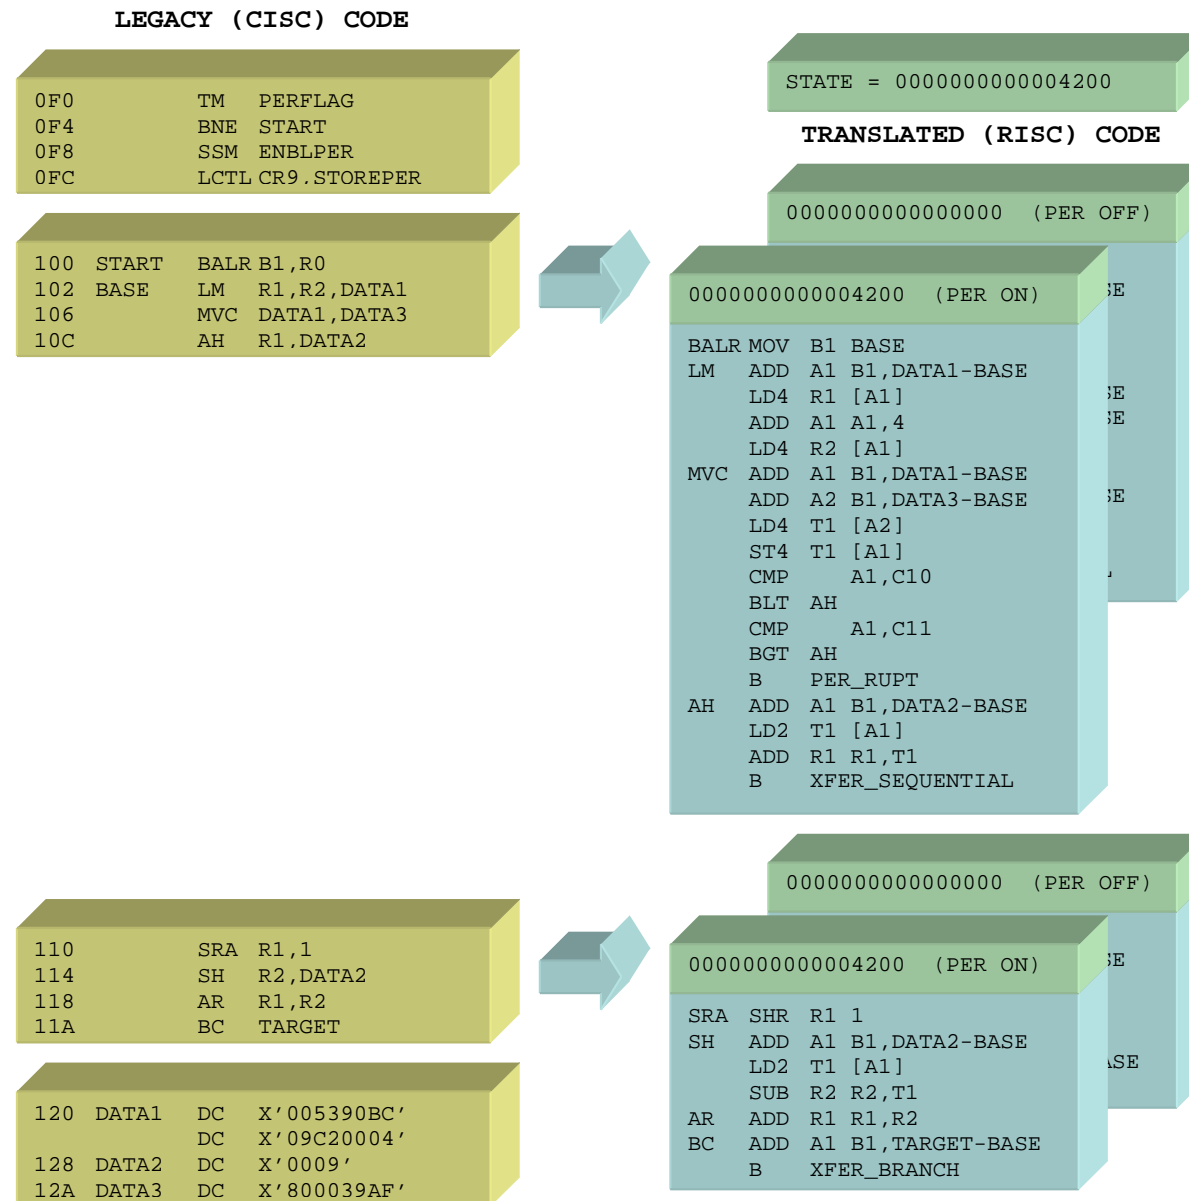 LEGACY (CISC) CODE
0F0 TM PERFLAG
0F4 BNE START
0F8 SSM ENBLPER
0FC LCTL CR9.STOREPER
100 START BALR B1,R0
102 BASE LM R1,R2,DATA1
106 MVC DATA1,DATA3
10C AH R1.DATA2
STATE = 0000000000004200
TRANSLATED (RISC) CODE
0000000000000000 (PER OFF)
0000000000004200 (PER ON)
BALR MOV B1 BASE
LM ADD A1 B1,DATA1-BASE
LD4 R1 [A1]
ADD A1 A1,4
LD4 R2 [A1]
MVC ADD A1 B1,DATA1-BASE
ADD A2 B1,DATA3-BASE
LD4 T1 [A2]
ST4 T1 [A1]
CMP A1,C10
BLT AH
CMP A1,C11
BGT AH
B PER_RUPT
AH ADD A1 B1,DATA2-BASE
LD2 T1 [A1]
ADD R1 R1,T1
B XFER_SEQUENTIAL
110 SRA R1,1
114 SH R2,DATA2
118 AR R1,R2
11A BC TARGET
120 DATA1 DC X'005390BC'
DC X'09C20004'
128 DATA2 DC X'0009'
12A DATA3 DC X'800039AF'
0000000000000000 (PER OFF)
0000000000004200 (PER ON)
SRA SHR R1 1
SH ADD A1 B1,DATA2-BASE
LD2 T1 [A1]
SUB R2 R2,T1
AR ADD R1 R1,R2
BC ADD A1 B1,TARGET-BASE
B XFER_BRANCH